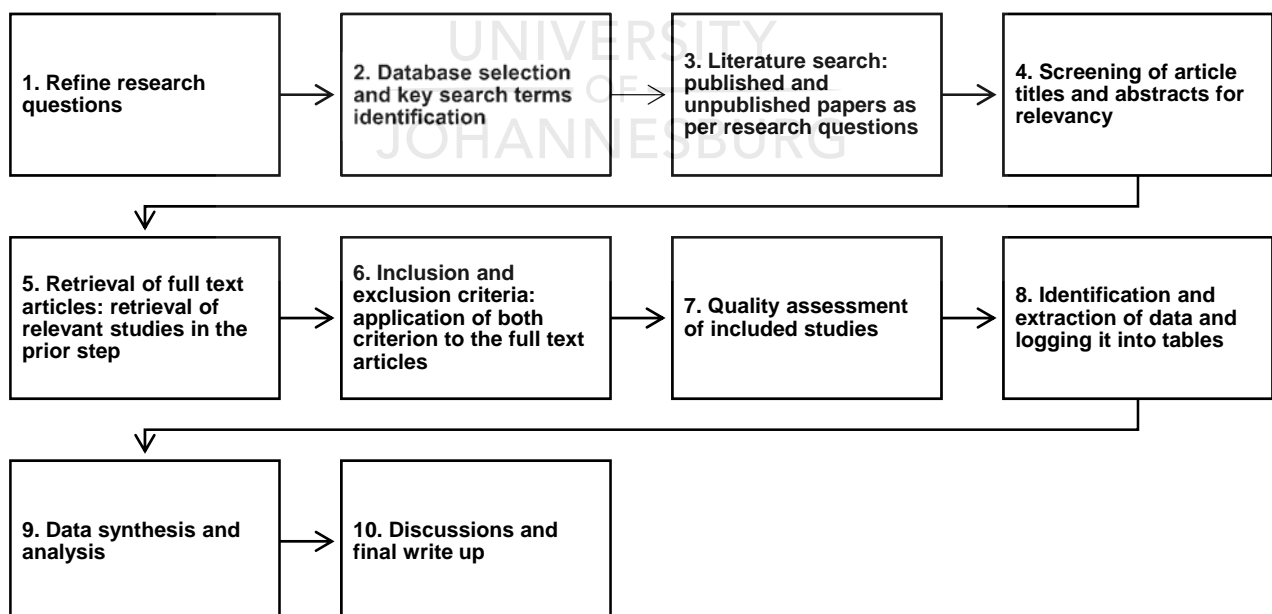 UNIVERSITY
OF
JOHANNESBURG
1. Refine research
questions
2. Database selection
and key search terms
identification
3. Literature search:
published and
unpublished papers as
per research questions
4. Screening of article
titles and abstracts for
relevancy
5. Retrieval of full text
articles: retrieval of
relevant studies in the
prior step
6. Inclusion and
exclusion criteria:
application of both
criterion to the full text
articles
7. Quality assessment
of included studies
8. Identification and
extraction of data and
logging it into tables
9. Data synthesis and
analysis
10. Discussions and
final write up